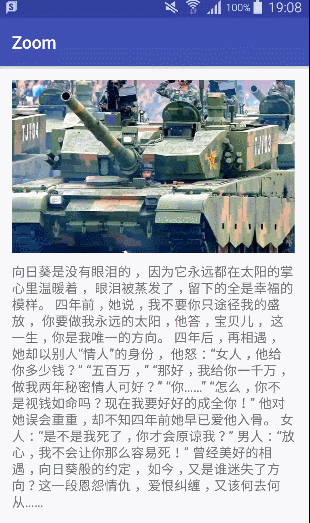 100% 19:08
Zoom
向日葵是没有眼泪的 ，因为它永远都在太阳的掌
心里温暖着 ，眼泪被蒸发了 ，留下的全是幸福的
模样。 四年前 ，她说 ，我不要你只途径我的盛
放 ，你要做我永远的太阳 ，他答 ，宝贝儿 ，这
一生 ，你是我唯一的方向。 四年后 ，再相遇 ，
她却以别人“情人”的身份 ，他怒：“女人 ，他给
你多少钱？” “五百万 ，” “那好 ，我给你一千万 ，
做我两年秘密情人可好？” “你……” “怎么 ，你不
是视钱如命吗？现在我要好好的成全你！” 他对
她误会重重 ，却不知四年前她早已爱他入骨。 女
人：“是不是我死了 ，你才会原谅我？” 男人：“放
心 ，我不会让你那么容易死！” 曾经美好的相
遇 ，向日葵般的约定 ，如今 ，又是谁迷失了方
向？这一段恩怨情仇 ，爱恨纠缠 ，又该何去何
从……